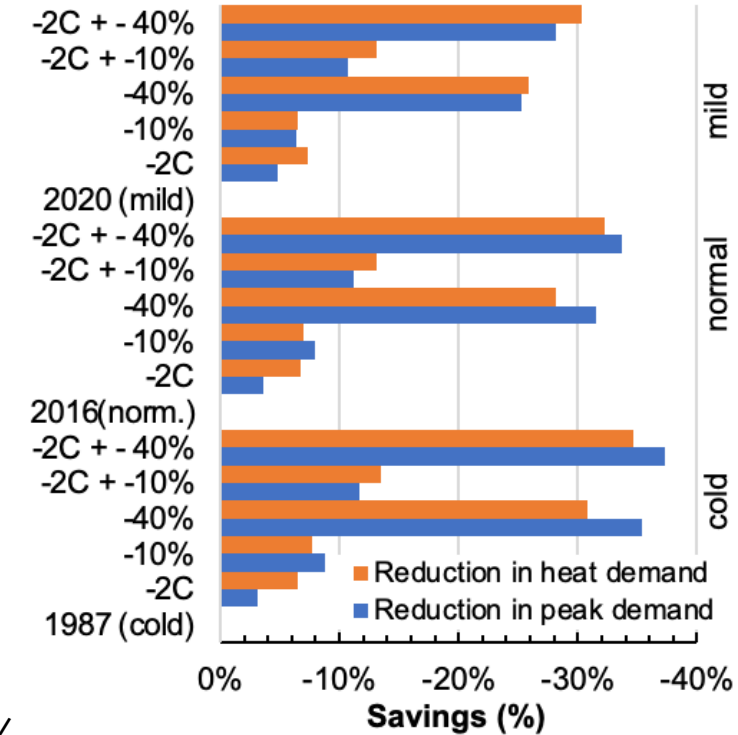 -2C + - 40%
-2C + -10%
-40%
-10%
-2C
2020 (mild)
mild
-2C + - 40%
-2C + -10%
-40%
-10%
-2C
2016(norm.)
normal
-2C + - 40%
-2C + -10%
-40%
-10%
-2C
1987 (cold)
cold
Reduction in heat demand
Reduction in peak demand
0% -10% -20% -30% -40%
Savings (%)